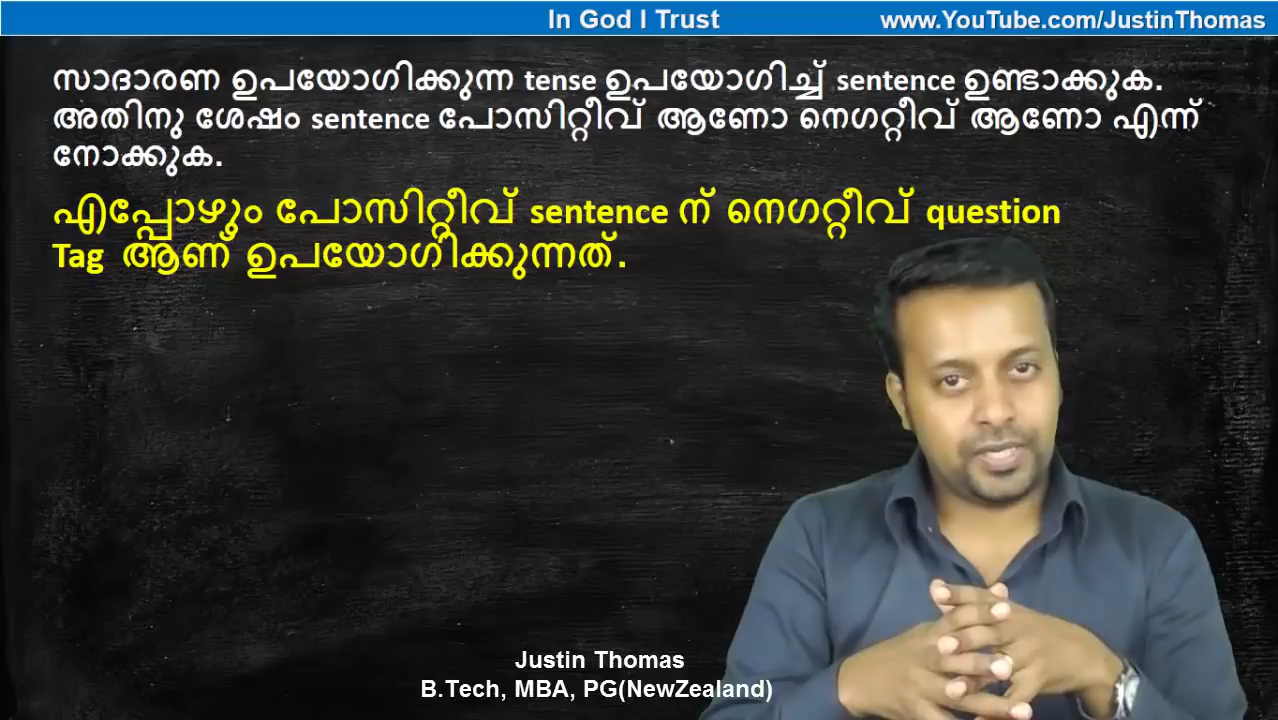 In God I Trust
www.YouTube.com/JustinThomas
സാദാരണ ഉപയോഗിക്കുന്ന tense ഉപയോഗിച്ച് sentence ഉണ്ടാക്കുക.
അതിനു ശേഷം sentence പോസിറ്റീവ് ആണോ നെഗറ്റീവ് ആണോ എന്ന്
നോക്കുക.
എപ്പോഴും പോസിറ്റീവ് sentence ന് നെഗറ്റീവ് question
Tag ആണ് ഉപയോഗിക്കുന്നത്.
Justin Thomas
B.Tech, MBA, PG(NewZealand)